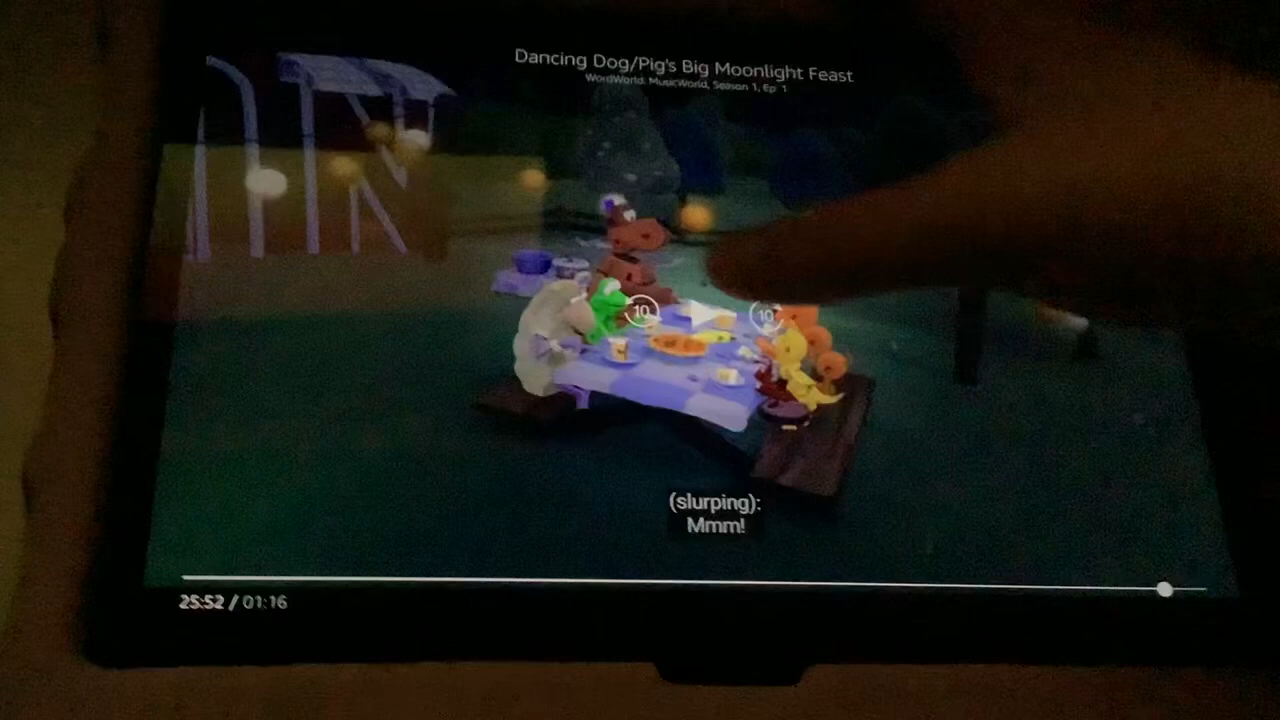 Dancing Dog/Pig's Big Moonlight Feast
WordWorld: MusicWorld, Season 1, Ep 1
10
10
(slurping):
Mmm!
25:52 / 01:16